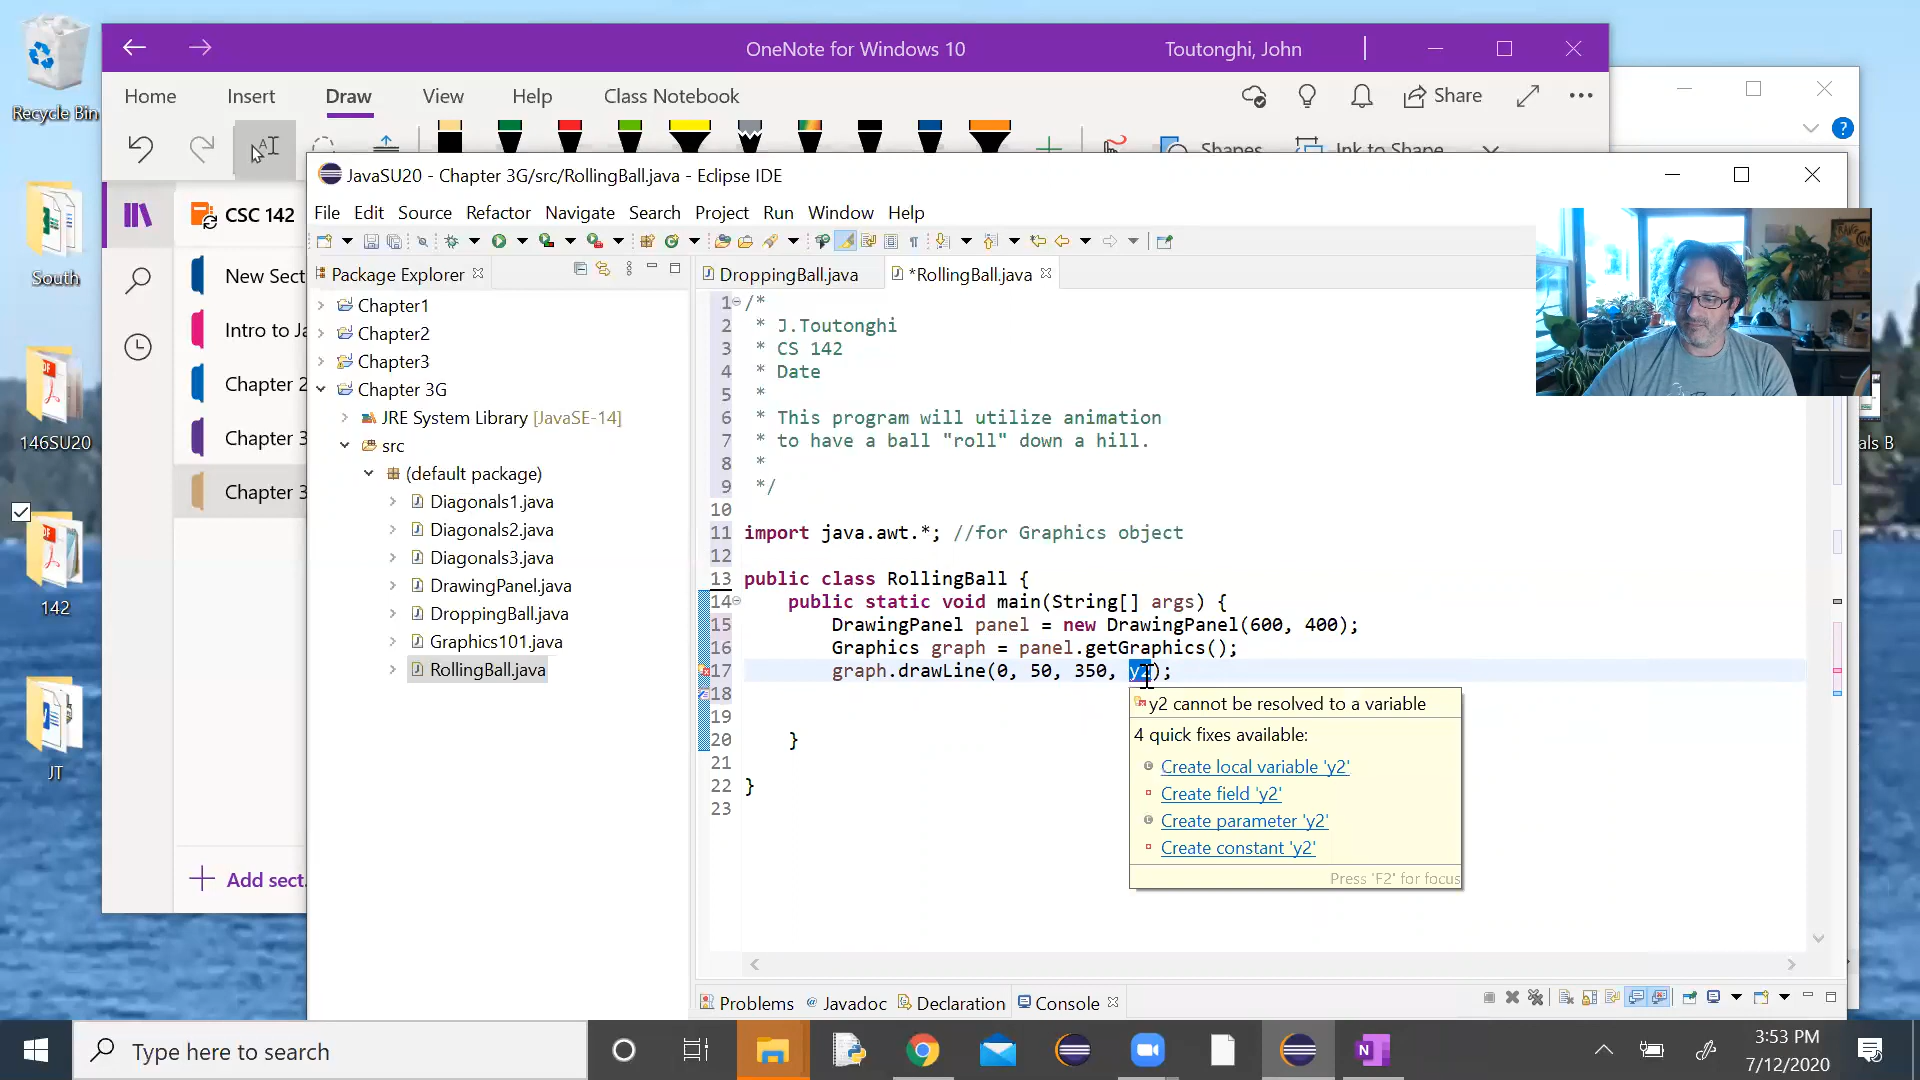 OneNote for Windows 10
Toutonghi, John
Recycle Bin
Home
Insert
Draw
View
Help
Class Notebook
Share
Shapes
Ink to Shape
JavaSU20 - Chapter 3G/src/RollingBall.java - Eclipse IDE
CSC 142
File Edit Source Refactor Navigate Search Project Run Window Help
New Sect
Intro to Ja
Chapter 2
Chapter 3
Chapter 3
Add sect.
South
146SU20
142
JT
als B
Package Explorer
Chapter1
Chapter2
Chapter3
Chapter 3G
JRE System Library [JavaSE-14]
src
(default package)
Diagonals1.java
Diagonals2.java
Diagonals3.java
DrawingPanel.java
DroppingBall.java
Graphics101.java
RollingBall.java
DroppingBall.java
*RollingBall.java
1 /*
2 * J.Toutonghi
3 * CS 142
4 * Date
5 *
6 * This program will utilize animation
7 * to have a ball "roll" down a hill.
8 *
9 */
10
11 import java.awt.*; //for Graphics object
12
13 public class RollingBall {
14 public static void main(String[] args) {
15 DrawingPanel panel = new DrawingPanel(600, 400);
16 Graphics graph = panel.getGraphics();
17 graph.drawLine(0, 50, 350, y2);
18
19
20 }
21
22 }
23
y2 cannot be resolved to a variable
4 quick fixes available:
Create local variable 'y2'
Create field 'y2'
Create parameter 'y2'
Create constant 'y2'
Press 'F2' for focus
Problems
@ Javadoc
Declaration
Console
Type here to search
3:53 PM
7/12/2020